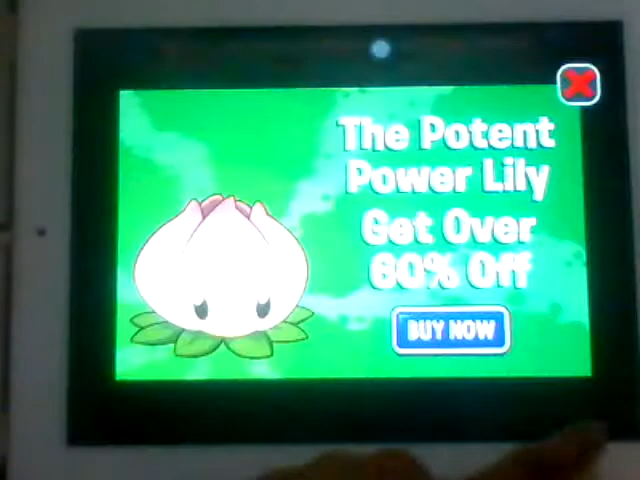 The Potent
Power Lily
Get Over
60% Off
BUY NOW